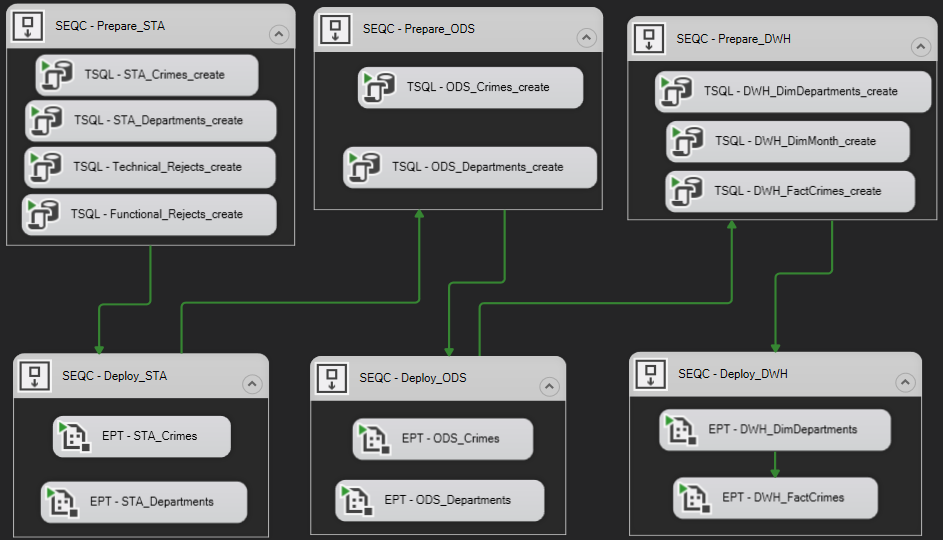 SEQC - Prepare_STA
TSQL - STA_Crimes_create
TSQL - STA_Departments_create
TSQL - Technical_Rejects_create
TSQL - Functional_Rejects_create
SEQC - Prepare_ODS
TSQL - ODS_Crimes_create
TSQL - ODS_Departments_create
SEQC - Prepare_DWH
TSQL - DWH_DimDepartments_create
TSQL - DWH_DimMonth_create
TSQL - DWH_FactCrimes_create
SEQC - Deploy_STA
EPT - STA_Crimes
EPT - STA_Departments
SEQC - Deploy_ODS
EPT - ODS_Crimes
EPT - ODS_Departments
SEQC - Deploy_DWH
EPT - DWH_DimDepartments
EPT - DWH_FactCrimes